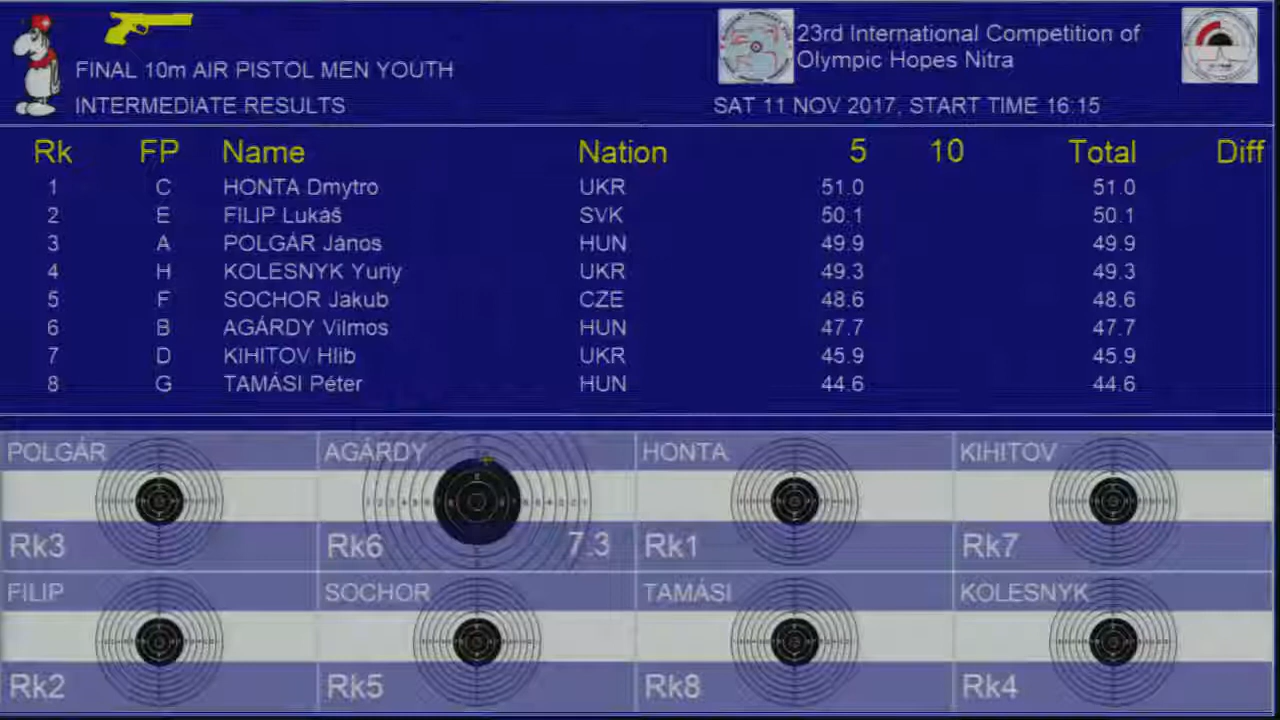 23rd International Competition of
Olympic Hopes Nitra
FINAL 10m AIR PISTOL MEN YOUTH
INTERMEDIATE RESULTS
SAT 11 NOV 2017, START TIME 16:15
Rk FP Name Nation 5 10 Total Diff
1 C HONTA Dmytro UKR 51.0 51.0
2 E FILIP Lukáš SVK 50.1 50.1
3 A POLGÁR János HUN 49.9 49.9
4 H KOLESNYK Yuriy UKR 49.3 49.3
5 F SOCHOR Jakub CZE 48.6 48.6
6 B AGÁRDY Vilmos HUN 47.7 47.7
7 D KIHITOV Hlib UKR 45.9 45.9
8 G TAMÁSI Péter HUN 44.6 44.6
POLGÁR AGÁRDY HONTA KIHITOV
Rk3 Rk6 7.3 Rk1 Rk7
FILIP SOCHOR TAMÁSI KOLESNYK
Rk2 Rk5 Rk8 Rk4